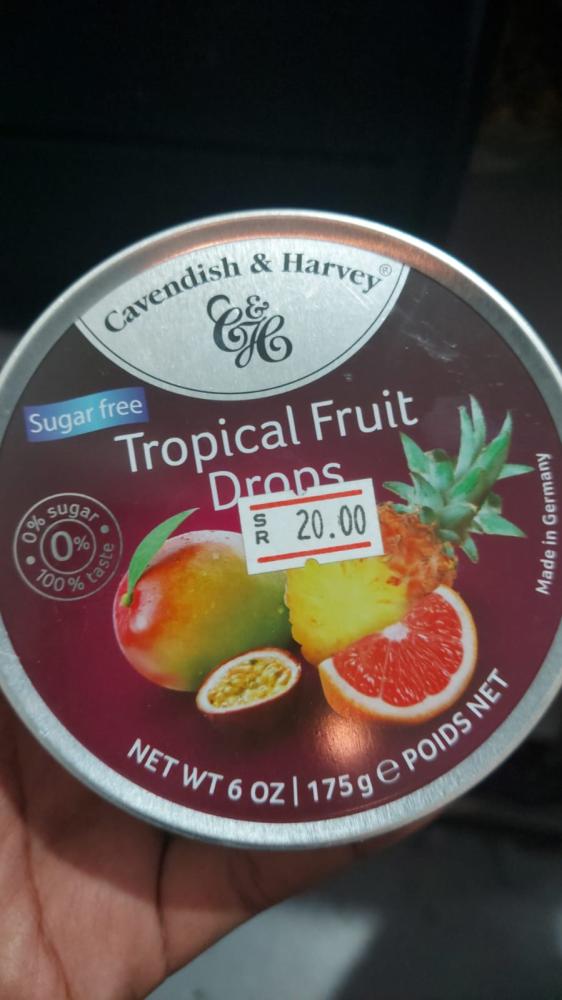 Cavendish & Harvey®
C&H
Sugar free
Tropical Fruit
Drops
SR 20.00
0% sugar
0%
100% taste
Made in Germany
NET WT 6 OZ | 175 g ℮ POIDS NET